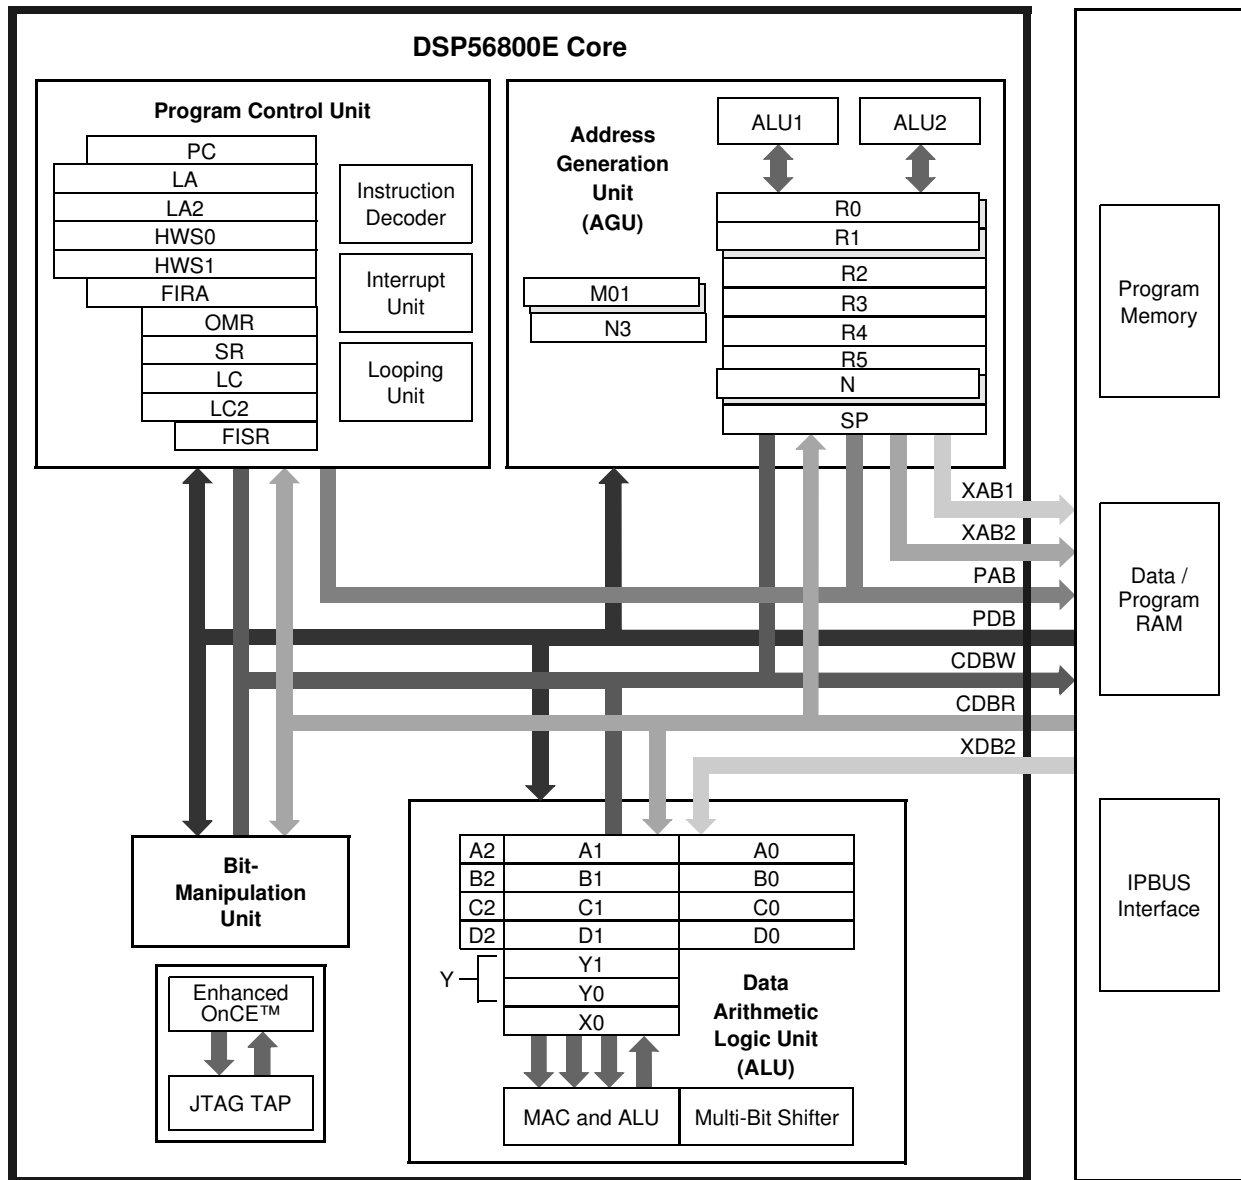 DSP56800E Core
Program Control Unit
PC
LA
LA2
HWS0
HWS1
FIRA
OMR
SR
LC
LC2
FISR
Instruction
Decoder
Interrupt
Unit
Looping
Unit
Address
Generation
Unit
(AGU)
ALU1
ALU2
R0
R1
R2
R3
R4
R5
N
SP
M01
N3
XAB1
XAB2
PAB
PDB
CDBW
CDBR
XDB2
Program
Memory
Data /
Program
RAM
IPBUS
Interface
Bit-
Manipulation
Unit
Enhanced
OnCE™
JTAG TAP
A2
A1
A0
B2
B1
B0
C2
C1
C0
D2
D1
D0
Y
Y1
Y0
X0
Data
Arithmetic
Logic Unit
(ALU)
MAC and ALU
Multi-Bit Shifter